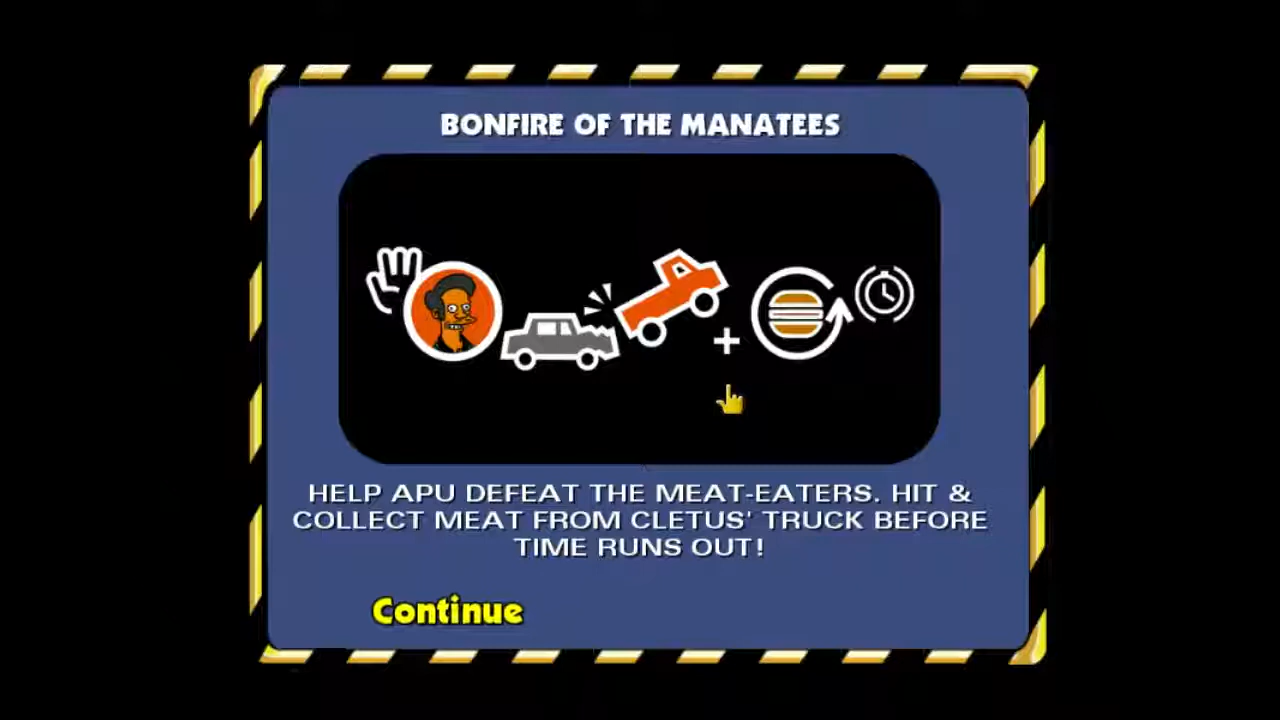 BONFIRE OF THE MANATEES
HELP APU DEFEAT THE MEAT-EATERS. HIT &
COLLECT MEAT FROM CLETUS' TRUCK BEFORE
TIME RUNS OUT!
Continue